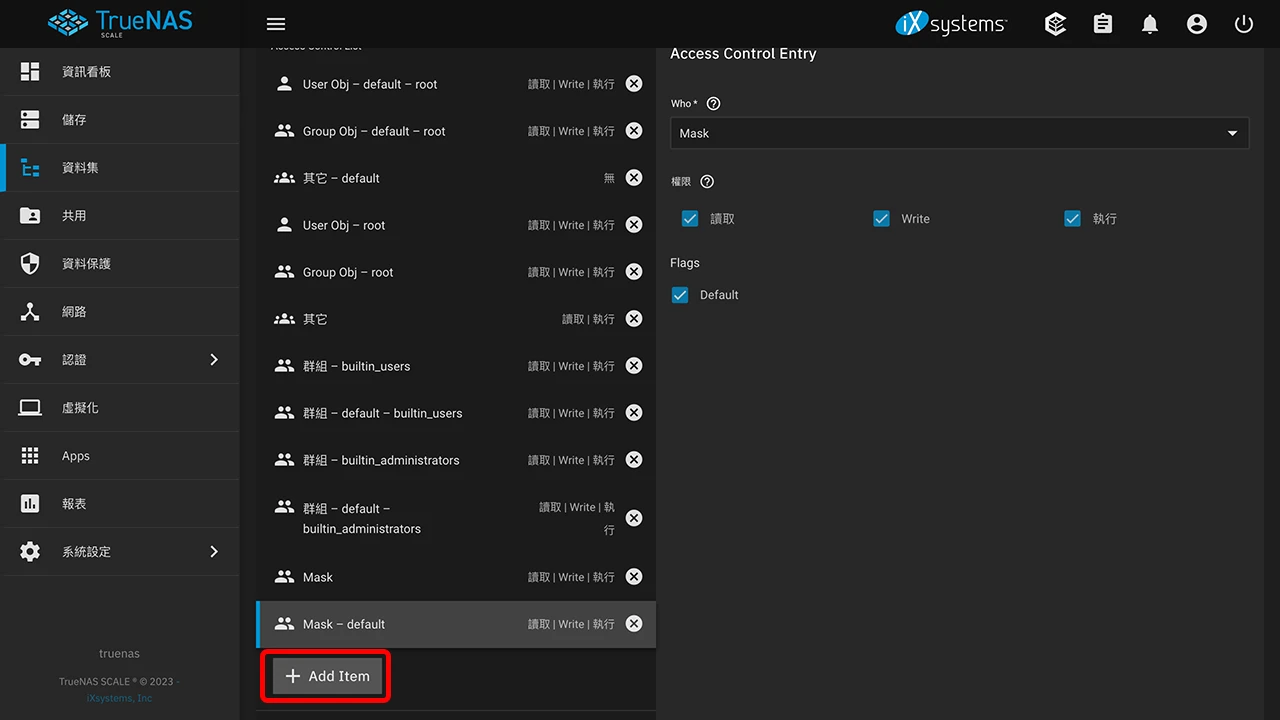 TrueNAS
SCALE
iXsystems™
資訊看板
儲存
資料集
共用
資料保護
網路
認證
虛擬化
Apps
報表
系統設定
truenas
TrueNAS SCALE ® © 2023 -
iXsystems, Inc
Access Control List
User Obj – default – root 讀取 | Write | 執行
Group Obj – default – root 讀取 | Write | 執行
其它 – default 無
User Obj – root 讀取 | Write | 執行
Group Obj – root 讀取 | Write | 執行
其它 讀取 | 執行
群組 – builtin_users 讀取 | Write | 執行
群組 – default – builtin_users 讀取 | Write | 執行
群組 – builtin_administrators 讀取 | Write | 執行
群組 – default – 讀取 | Write | 執
builtin_administrators 行
Mask 讀取 | Write | 執行
Mask – default 讀取 | Write | 執行
+ Add Item
Access Control Entry
Who *
Mask
權限
讀取 Write 執行
Flags
Default